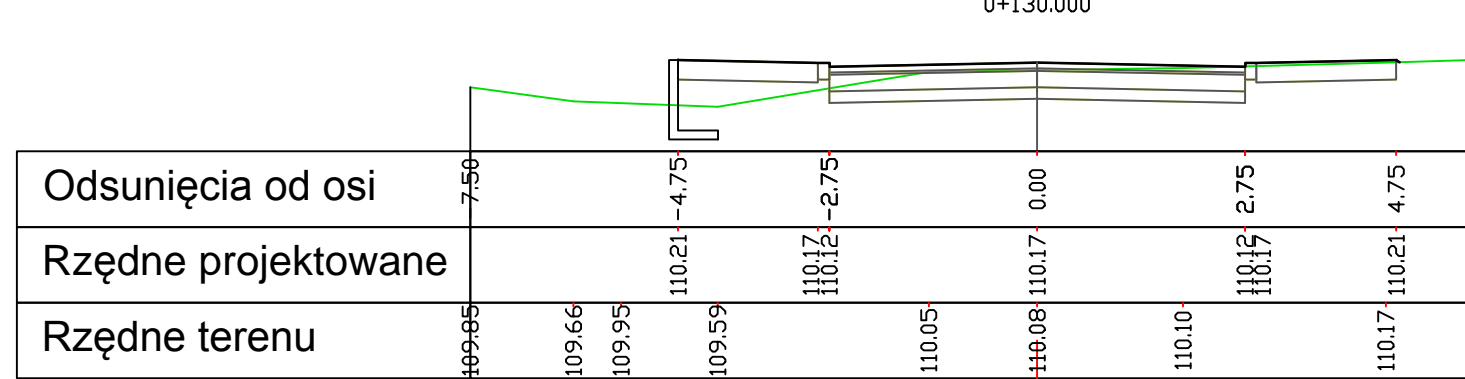 0+130.000
Odsunięcia od osi -7.50 -4.75 -2.75 0.00 2.75 4.75
Rzędne projektowane 110.21 110.17 110.12 110.17 110.12 110.17 110.21
Rzędne terenu 109.85 109.66 109.95 109.59 110.05 110.08 110.10 110.17